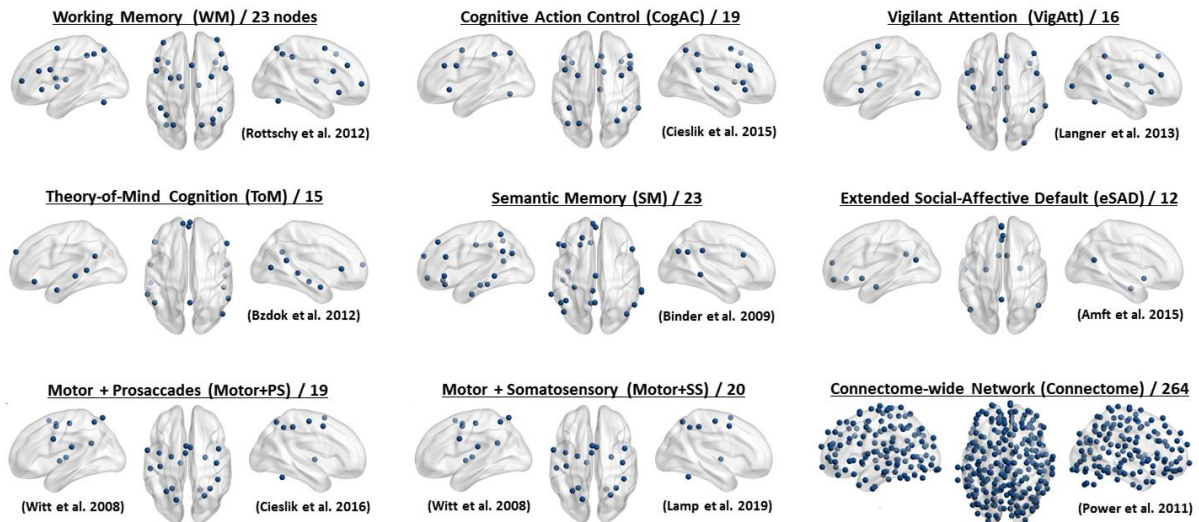 Working Memory (WM) / 23 nodes
Cognitive Action Control (CogAC) / 19
Vigilant Attention (VigAtt) / 16
(Rottschy et al. 2012)
(Cieslik et al. 2015)
(Langner et al. 2013)
Theory-of-Mind Cognition (ToM) / 15
Semantic Memory (SM) / 23
Extended Social-Affective Default (eSAD) / 12
(Bzdok et al. 2012)
(Binder et al. 2009)
(Amft et al. 2015)
Motor + Prosaccades (Motor+PS) / 19
Motor + Somatosensory (Motor+SS) / 20
Connectome-wide Network (Connectome) / 264
(Witt et al. 2008)
(Cieslik et al. 2016)
(Witt et al. 2008)
(Lamp et al. 2019)
(Power et al. 2011)